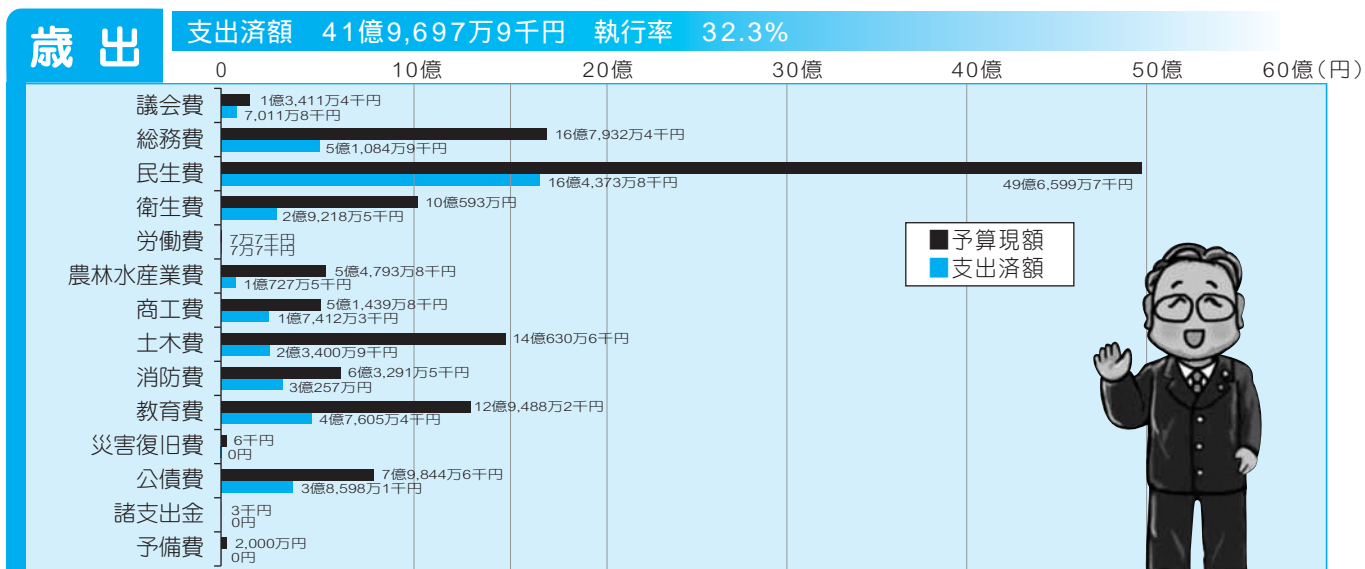 歳出
支出済額 41億9,697万9千円 執行率 32.3%
0 10億 20億 30億 40億 50億 60億(円)
議会費 1億3,411万4千円
7,011万8千円
総務費 16億7,932万4千円
5億1,084万9千円
民生費 49億6,599万7千円
16億4,373万8千円
衛生費 10億593万円
2億9,218万5千円
労働費 7万7千円
7万7千円
農林水産業費 5億4,793万8千円
1億727万5千円
商工費 5億1,439万8千円
1億7,412万3千円
土木費 14億630万6千円
2億3,400万9千円
消防費 6億3,291万5千円
3億257万円
教育費 12億9,488万2千円
4億7,605万4千円
災害復旧費 6千円
0円
公債費 7億9,844万6千円
3億8,598万1千円
諸支出金 3千円
0円
予備費 2,000万円
0円
予算現額
支出済額